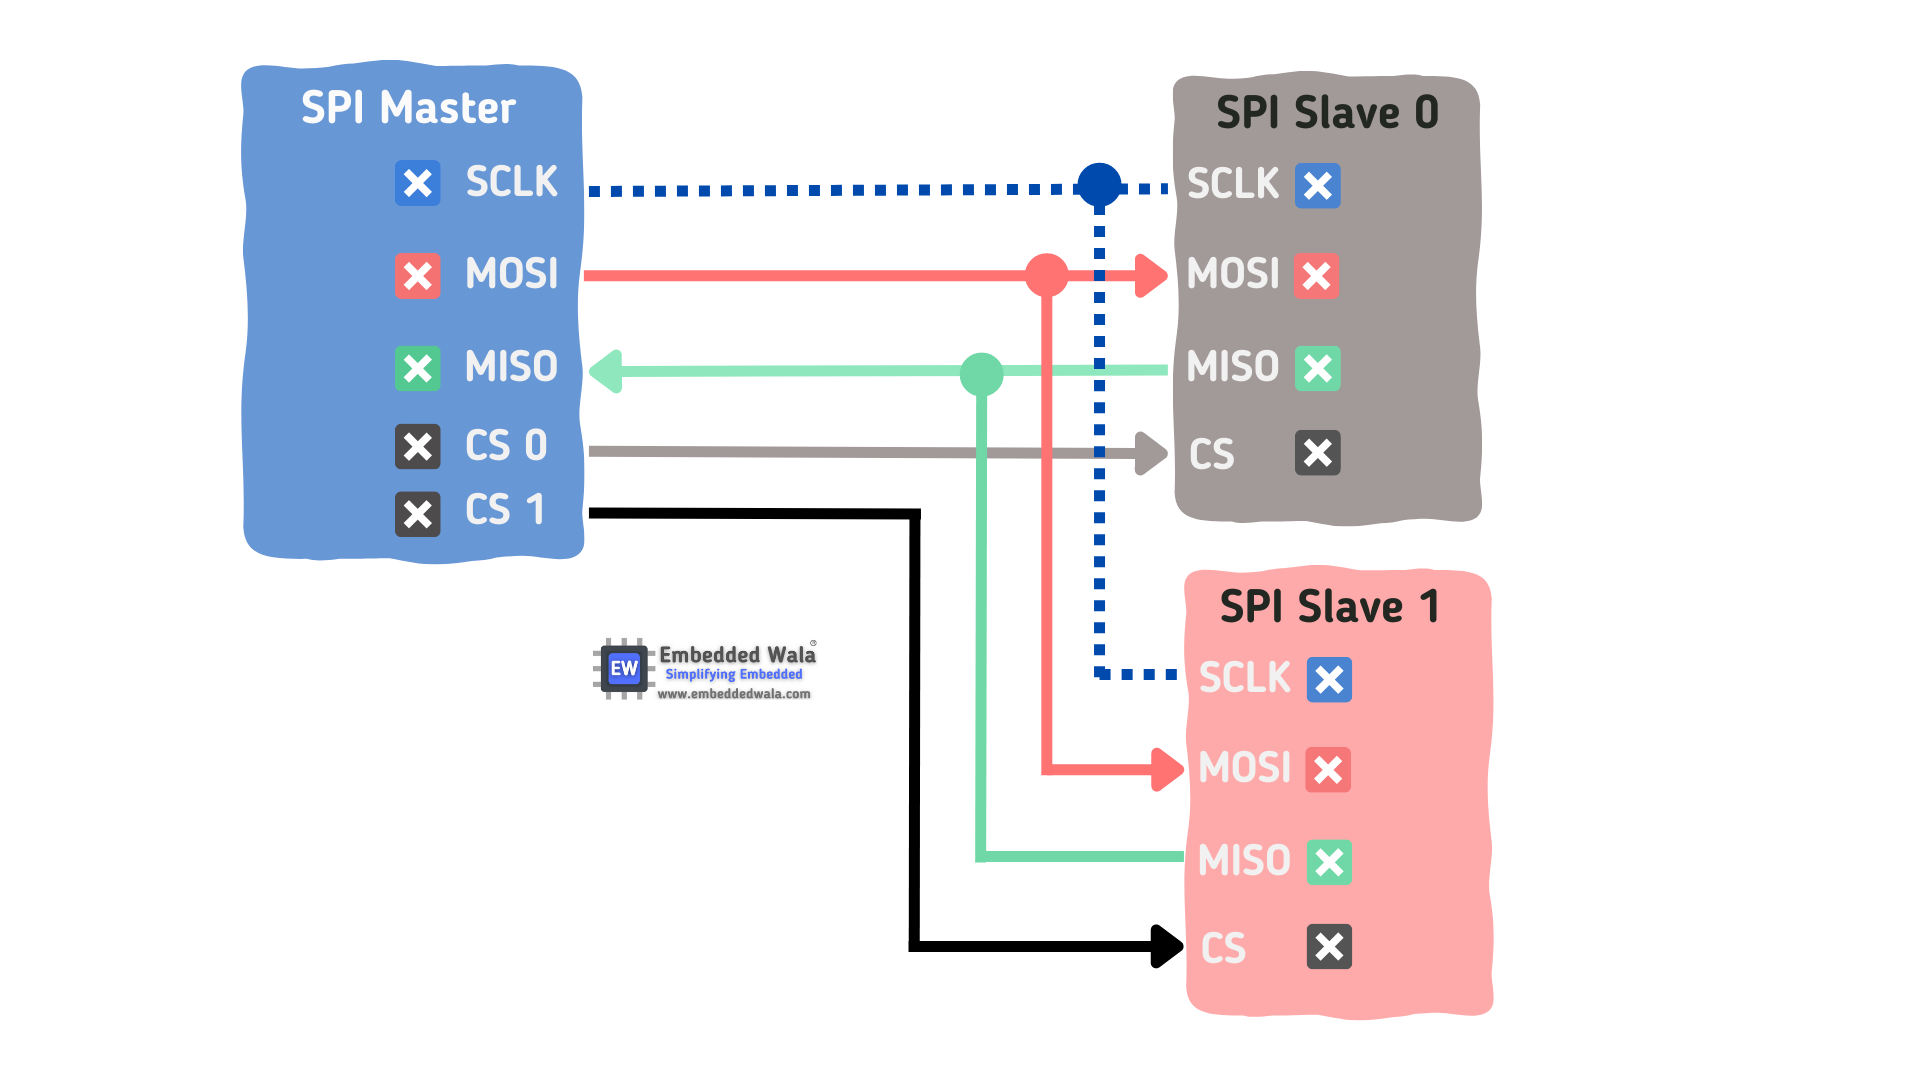 SPI Master
SCLK
MOSI
MISO
CS 0
CS 1
SPI Slave 0
SCLK
MOSI
MISO
CS
SPI Slave 1
SCLK
MOSI
MISO
CS
EW
Embedded Wala®
Simplifying Embedded
www.embeddedwala.com